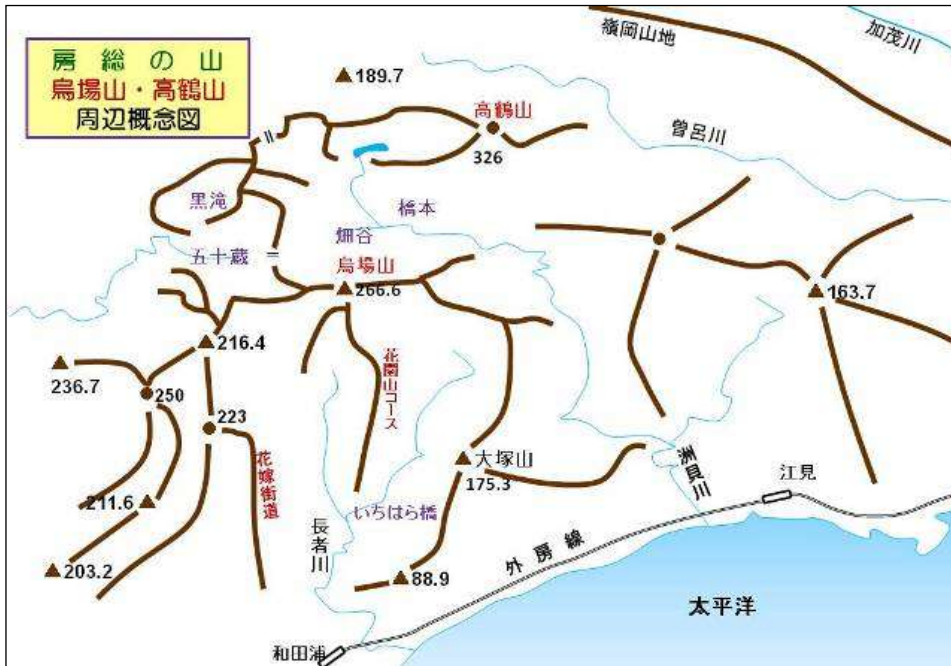 房総の山
烏場山・高鶴山
周辺概念図
嶺岡山地
加茂川
189.7
高鶴山
326
曽呂川
黒滝
橋本
畑谷
五十蔵
烏場山
266.6
163.7
216.4
236.7
250
223
花園山コース
花嫁街道
大塚山
175.3
洲貝川
江見
211.6
いちはら橋
長者川
外房線
203.2
88.9
太平洋
和田浦